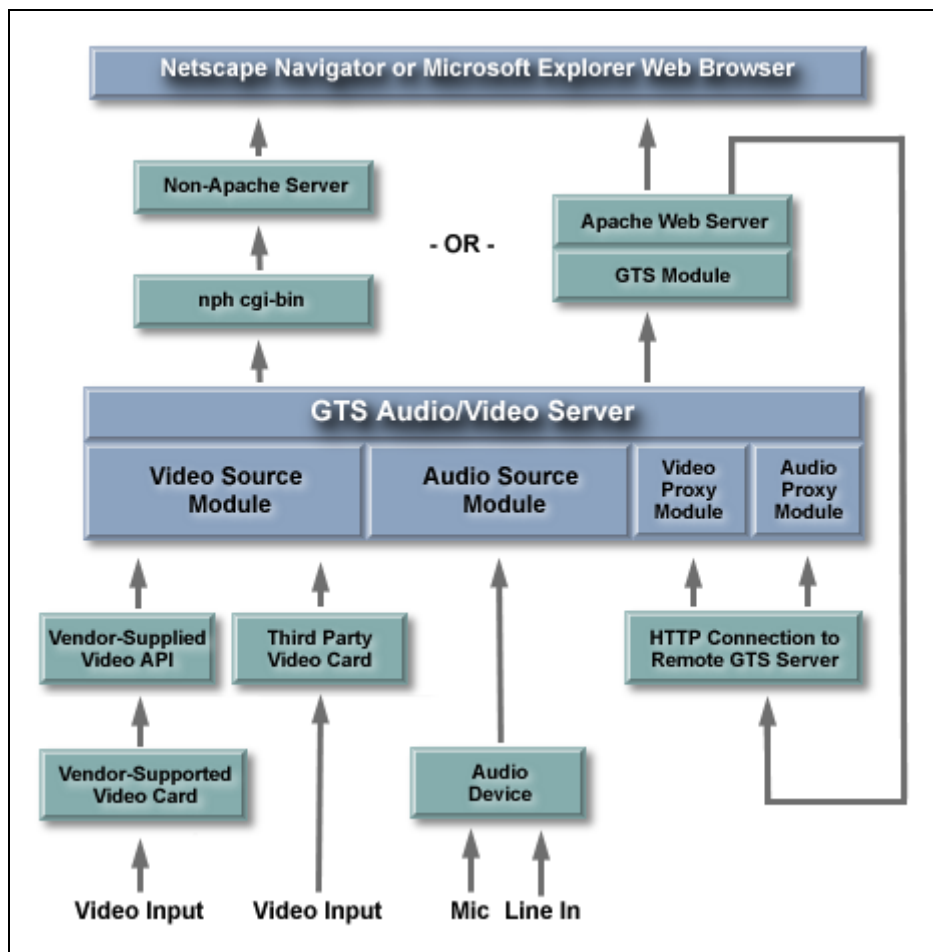 Netscape Navigator or Microsoft Explorer Web Browser
Non-Apache Server
Apache Web Server
- OR -
GTS Module
nph cgi-bin
GTS Audio/Video Server
Video Source
Module
Audio Source
Module
Video
Proxy
Module
Audio
Proxy
Module
Vendor-Supplied
Video API
Third Party
Video Card
HTTP Connection to
Remote GTS Server
Vendor-Supported
Video Card
Audio
Device
Video Input
Video Input
Mic
Line In